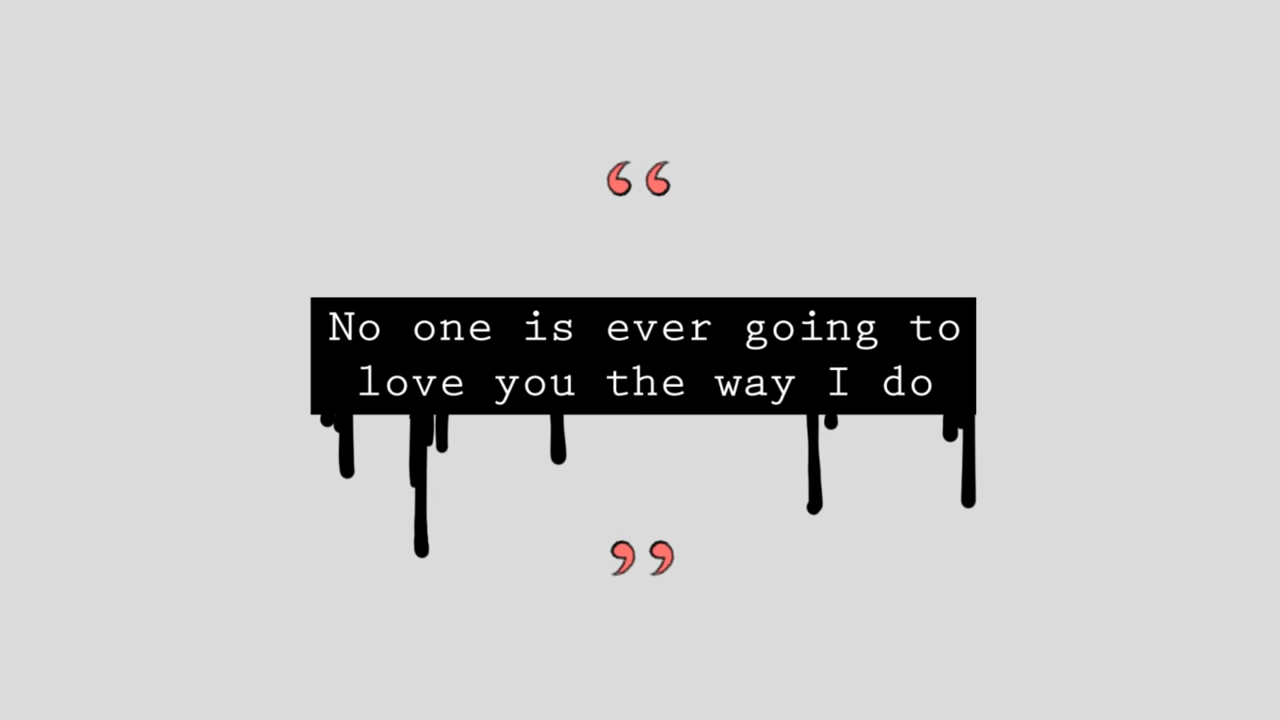 “
No one is ever going to
love you the way I do
”